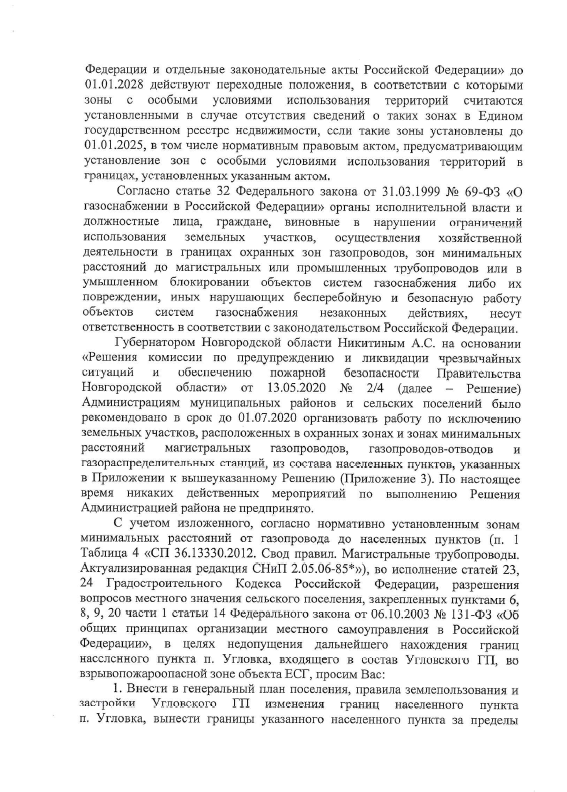 Федерации и отдельные законодательные акты Российской Федерации» до
01.01.2028 действуют переходные положения, в соответствии с которыми
зоны с особыми условиями использования территорий считаются
установленными в случае отсутствия сведений о таких зонах в Едином
государственном реестре недвижимости, если такие зоны установлены до
01.01.2025, в том числе нормативным правовым актом, предусматривающим
установление зон с особыми условиями использования территорий в
границах, установленных указанным актом.
Согласно статье 32 Федерального закона от 31.03.1999 № 69-ФЗ «О
газоснабжении в Российской Федерации» органы исполнительной власти и
должностные лица, граждане, виновные в нарушении ограничений
использования земельных участков, осуществления хозяйственной
деятельности в границах охранных зон газопроводов, зон минимальных
расстояний до магистральных или промышленных трубопроводов или в
умышленном блокировании объектов систем газоснабжения либо их
повреждении, иных нарушающих бесперебойную и безопасную работу
объектов систем газоснабжения незаконных действиях, несут
ответственность в соответствии с законодательством Российской Федерации.
Губернатором Новгородской области Никитиным А.С. на основании
«Решения комиссии по предупреждению и ликвидации чрезвычайных
ситуаций и обеспечению пожарной безопасности Правительства
Новгородской области» от 13.05.2020 № 2/4 (далее – Решение)
Администрациям муниципальных районов и сельских поселений было
рекомендовано в срок до 01.07.2020 организовать работу по исключению
земельных участков, расположенных в охранных зонах и зонах минимальных
расстояний магистральных газопроводов, газопроводов-отводов и
газораспределительных станций, из состава населенных пунктов, указанных
в Приложении к вышеуказанному Решению (Приложение 3). По настоящее
время никаких действенных мероприятий по выполнению Решения
Администрацией района не предпринято.
С учетом изложенного, согласно нормативно установленным зонам
минимальных расстояний от газопровода до населенных пунктов (п. 1
Таблица 4 «СП 36.13330.2012. Свод правил. Магистральные трубопроводы.
Актуализированная редакция СНиП 2.05.06-85*»), во исполнение статей 23,
24 Градостроительного Кодекса Российской Федерации, разрешения
вопросов местного значения сельского поселения, закрепленных пунктами 6,
8, 9, 20 части 1 статьи 14 Федерального закона от 06.10.2003 № 131-ФЗ «Об
общих принципах организации местного самоуправления в Российской
Федерации», в целях недопущения дальнейшего нахождения границ
населенного пункта п. Угловка, входящего в состав Угловского ГП, во
взрывопожароопасной зоне объекта ЕСГ, просим Вас:
1. Внести в генеральный план поселения, правила землепользования и
застройки Угловского ГП изменения границ населенного пункта
п. Угловка, вынести границы указанного населенного пункта за пределы